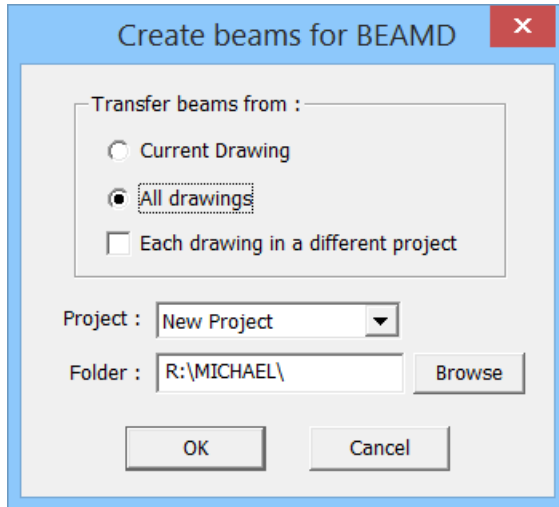 Create beams for BEAMD
Transfer beams from :
Current Drawing
All drawings
Each drawing in a different project
Project : New Project
Folder : R:\MICHAEL\ Browse
OK Cancel